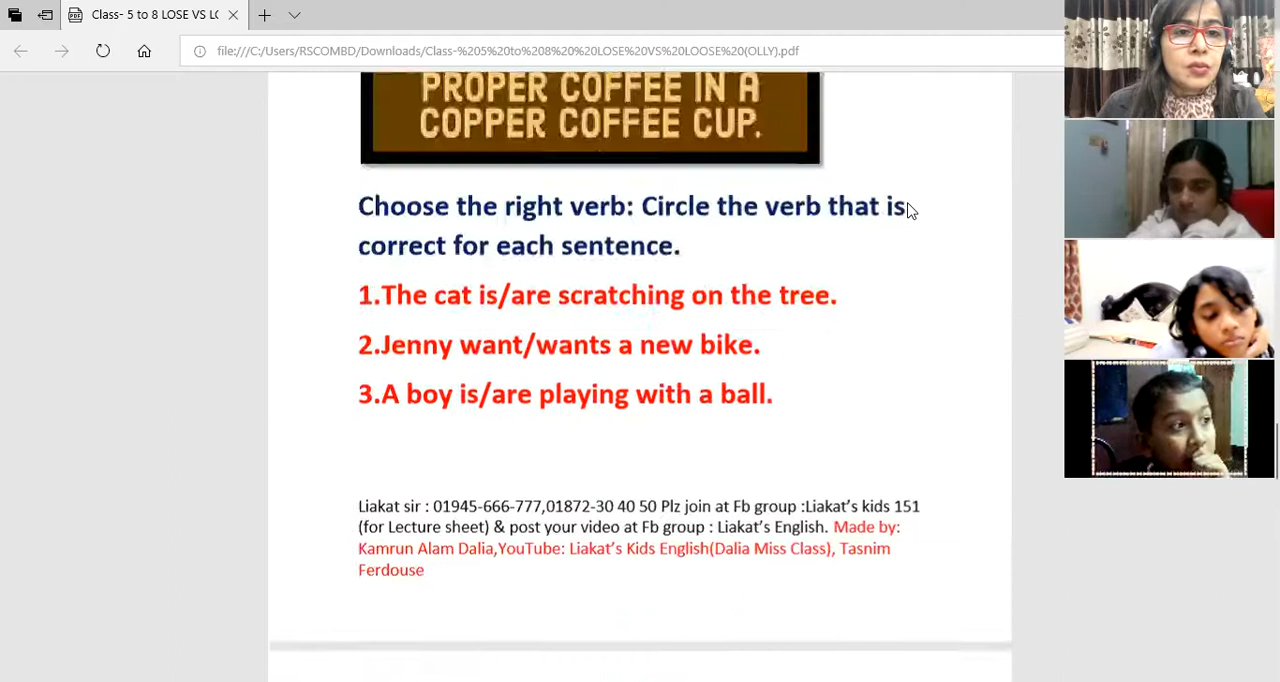 Class- 5 to 8 LOSE VS LO
file:///C:/Users/RSCOMBD/Downloads/Class-%205%20to%208%20%20LOSE%20VS%20LOOSE%20(OLLY).pdf
PROPER COFFEE IN A
COPPER COFFEE CUP.
Choose the right verb: Circle the verb that is
correct for each sentence.
1.The cat is/are scratching on the tree.
2.Jenny want/wants a new bike.
3.A boy is/are playing with a ball.
Liakat sir : 01945-666-777,01872-30 40 50 Plz join at Fb group :Liakat’s kids 151
(for Lecture sheet) & post your video at Fb group : Liakat’s English. Made by:
Kamrun Alam Dalia,YouTube: Liakat’s Kids English(Dalia Miss Class), Tasnim
Ferdouse